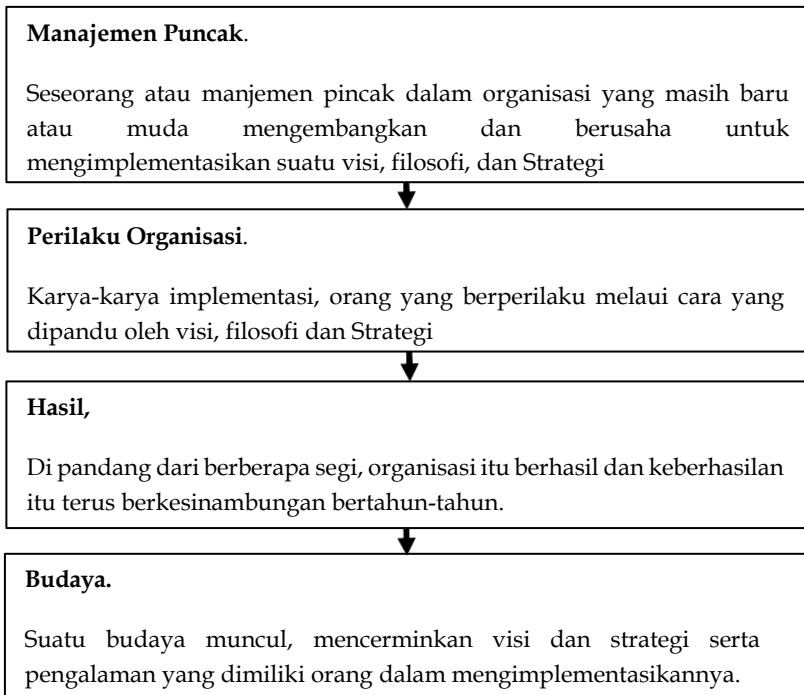 Manajemen Puncak.
Seseorang atau manjemen pincak dalam organisasi yang masih baru
atau muda mengembangkan dan berusaha untuk
mengimplementasikan suatu visi, filosofi, dan Strategi
Perilaku Organisasi.
Karya-karya implementasi, orang yang berperilaku melaui cara yang
dipandu oleh visi, filosofi dan Strategi
Hasil,
Di pandang dari berberapa segi, organisasi itu berhasil dan keberhasilan
itu terus berkesinambungan bertahun-tahun.
Budaya.
Suatu budaya muncul, mencerminkan visi dan strategi serta
pengalaman yang dimiliki orang dalam mengimplementasikannya.